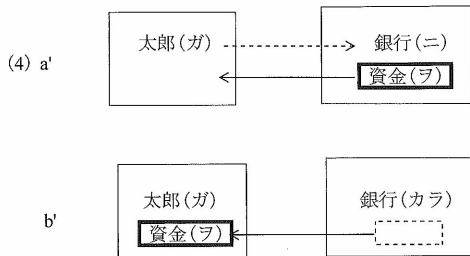 (4) a'
太郎(ガ)
銀行(ニ)
資金(ヲ)
b'
太郎(ガ)
銀行(カラ)
資金(ヲ)